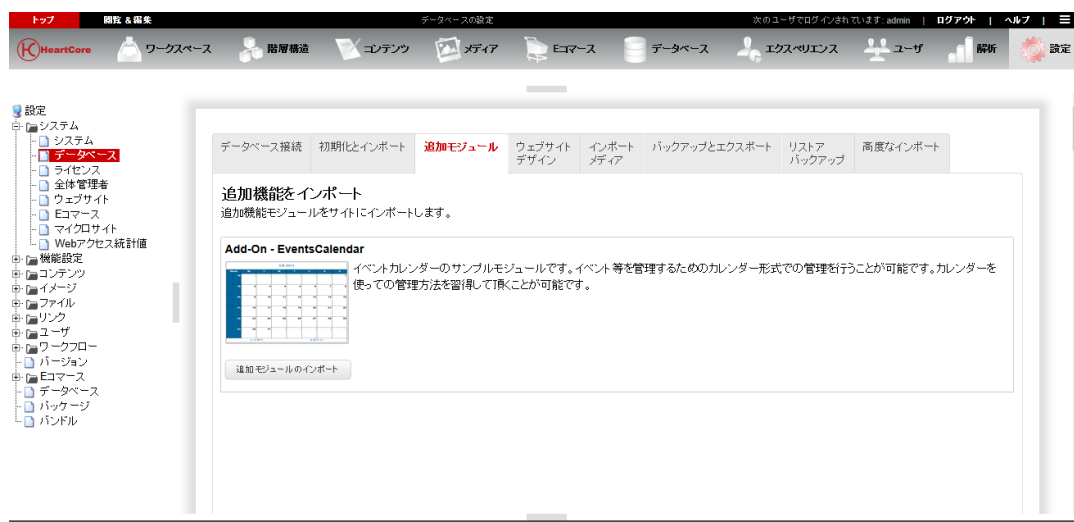 トップ 閲覧 & 編集 データベースの設定 次のユーザでログインされています: admin | ログアウト | ヘルプ |
HeartCore ワークスペース 階層構造 コンテンツ メディア Eコマース データベース エクスペリエンス ユーザ 解析 設定
設定
システム
システム
データベース
ライセンス
全体管理者
ウェブサイト
Eコマース
マイクロサイト
Webアクセス統計値
機能設定
コンテンツ
イメージ
ファイル
リンク
ユーザ
ワークフロー
バージョン
Eコマース
データベース
パッケージ
バンドル
データベース接続 初期化とインポート 追加モジュール ウェブサイト インポート バックアップとエクスポート リストア 高度なインポート
デザイン メディア バックアップ
追加機能をインポート
追加機能モジュールをサイトにインポートします。
Add-On - EventsCalendar
イベントカレンダーのサンプルモジュールです。イベント等を管理するためのカレンダー形式での管理を行うことが可能です。カレンダーを
使っての管理方法を習得して頂くことが可能です。
追加モジュールのインポート